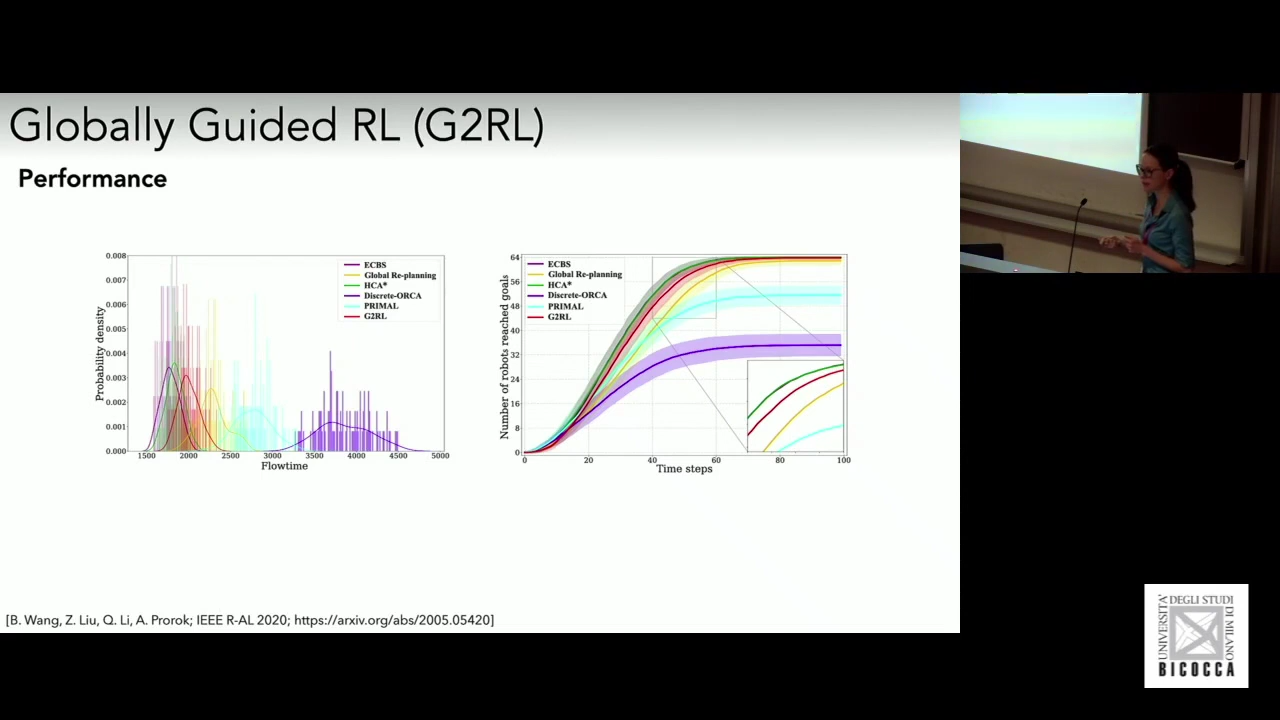 Globally Guided RL (G2RL)
Performance
0.008
0.007
0.006
0.005
0.004
0.003
0.002
0.001
0.000
Probability density
1500 2000 2500 3000 3500 4000 4500 5000
Flowtime
ECBS
Global Re-planning
HCA*
Discrete-ORCA
PRIMAL
G2RL
64
56
48
40
32
24
16
8
0
Number of robots reached goals
0 20 40 60 80 100
Time steps
ECBS
Global Re-planning
HCA*
Discrete-ORCA
PRIMAL
G2RL
[B. Wang, Z. Liu, Q. Li, A. Prorok; IEEE R-AL 2020; https://arxiv.org/abs/2005.05420]
UNIVERSITA'
DEGLI STUDI
DI MILANO
BICOCCA